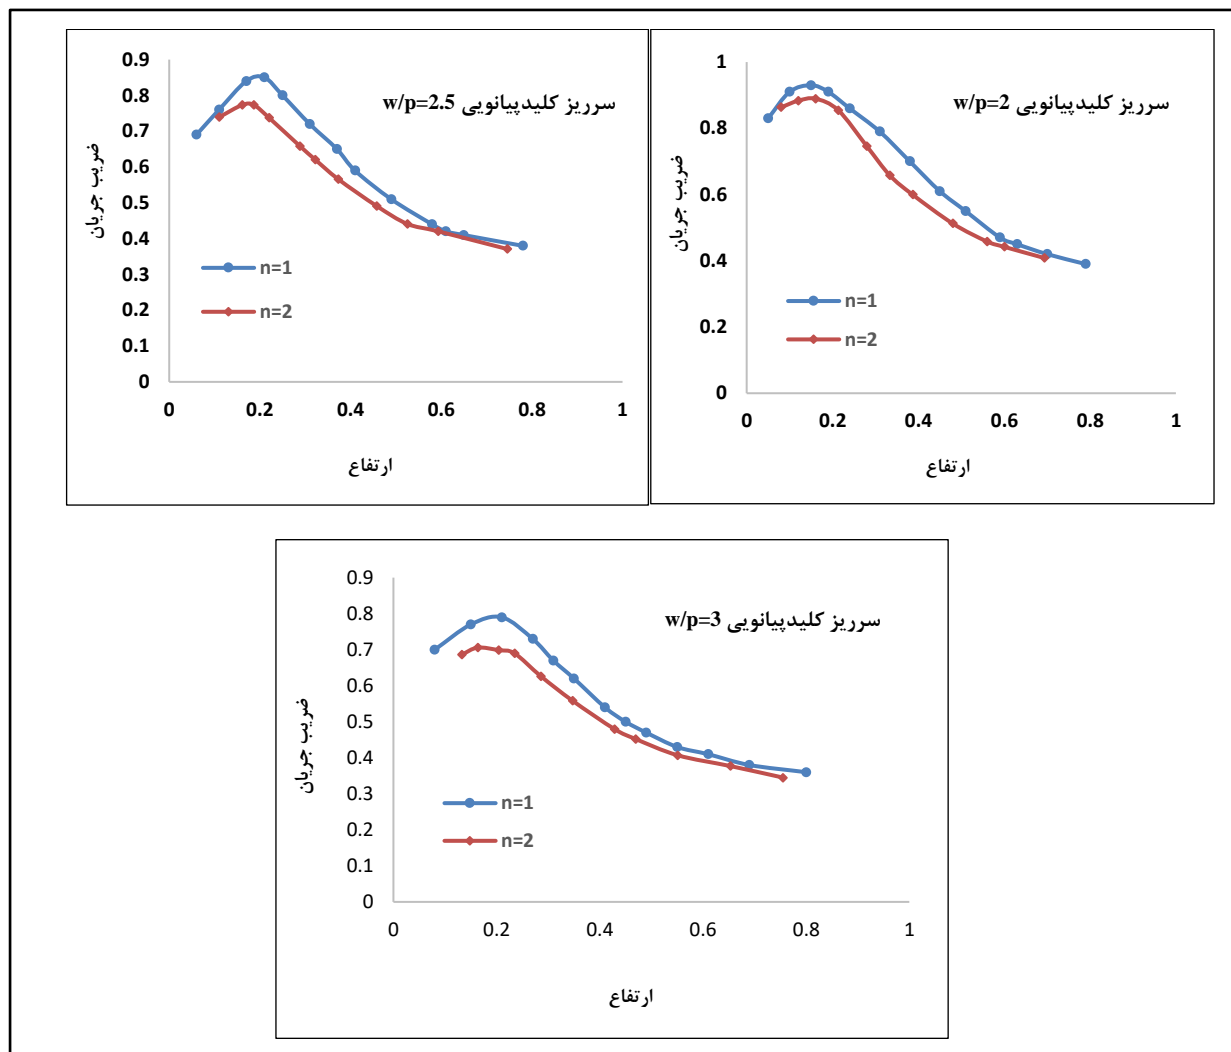 سرریز کلیدپیانویی w/p=2.5
ضریب جریان
0.9
0.8
0.7
0.6
0.5
0.4
0.3
0.2
0.1
0
n=1
n=2
0 0.2 0.4 0.6 0.8 1
ارتفاع
سرریز کلیدپیانویی w/p=2
ضریب جریان
1
0.8
0.6
0.4
0.2
0
n=1
n=2
0 0.2 0.4 0.6 0.8 1
ارتفاع
سرریز کلیدپیانویی w/p=3
ضریب جریان
0.9
0.8
0.7
0.6
0.5
0.4
0.3
0.2
0.1
0
n=1
n=2
0 0.2 0.4 0.6 0.8 1
ارتفاع